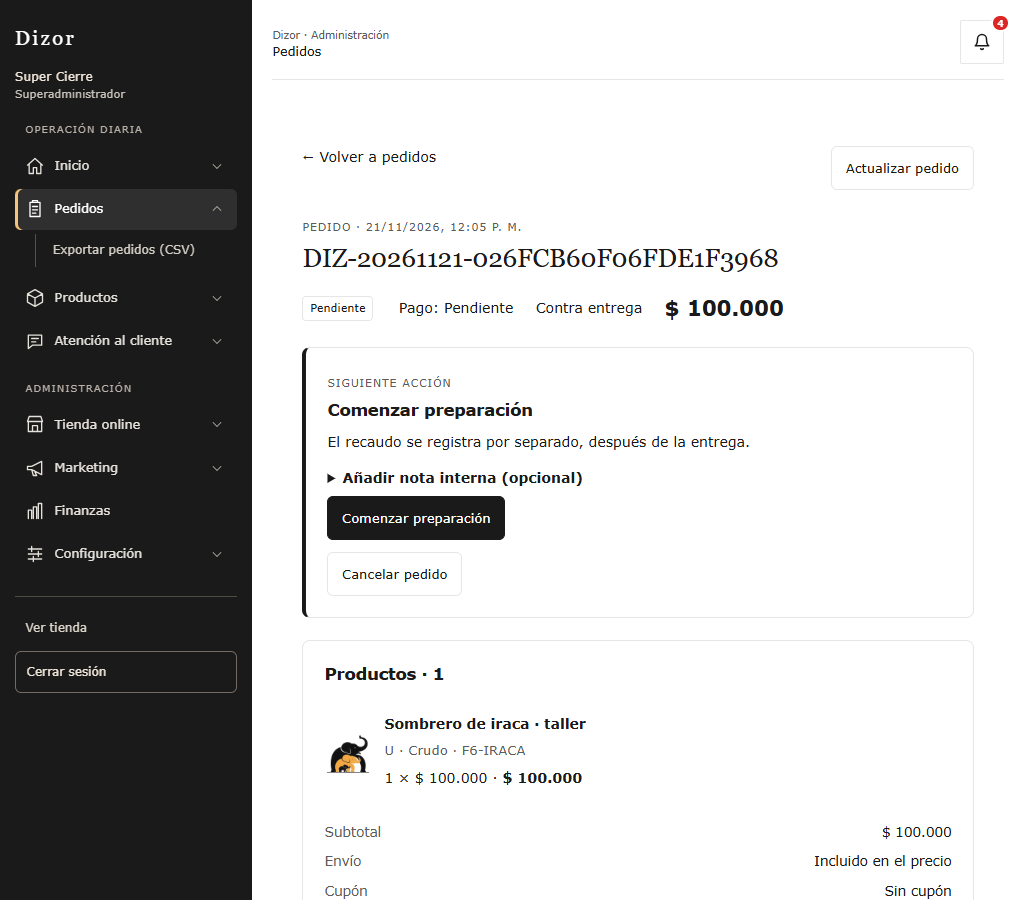 Dizor
Super Cierre
Superadministrador
OPERACIÓN DIARIA
Inicio
Pedidos
Exportar pedidos (CSV)
Productos
Atención al cliente
ADMINISTRACIÓN
Tienda online
Marketing
Finanzas
Configuración
Ver tienda
Cerrar sesión
Dizor · Administración
Pedidos
4
← Volver a pedidos
Actualizar pedido
PEDIDO · 21/11/2026, 12:05 P. M.
DIZ-20261121-026FCB60F06FDE1F3968
Pendiente Pago: Pendiente Contra entrega $ 100.000
SIGUIENTE ACCIÓN
Comenzar preparación
El recaudo se registra por separado, después de la entrega.
▶ Añadir nota interna (opcional)
Comenzar preparación
Cancelar pedido
Productos · 1
Sombrero de iraca · taller
U · Crudo · F6-IRACA
1 × $ 100.000 · $ 100.000
Subtotal $ 100.000
Envío Incluido en el precio
Cupón Sin cupón